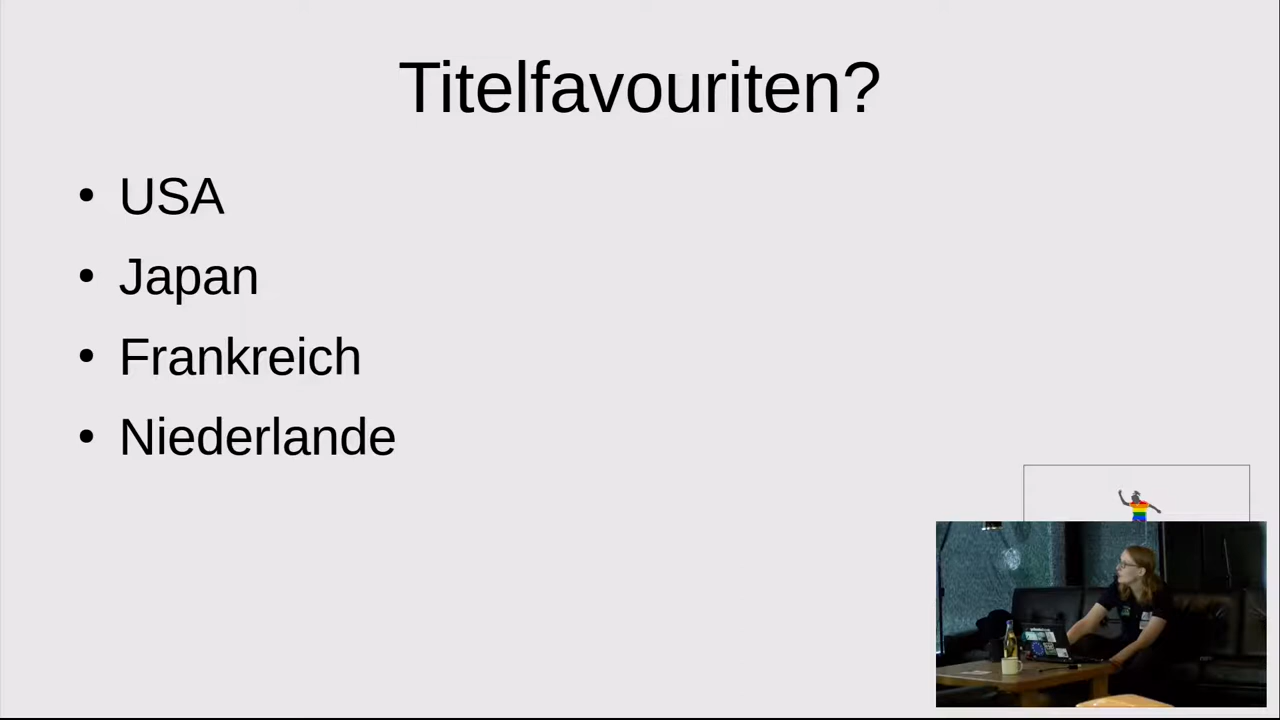 Titelfavouriten?
• USA
• Japan
• Frankreich
• Niederlande